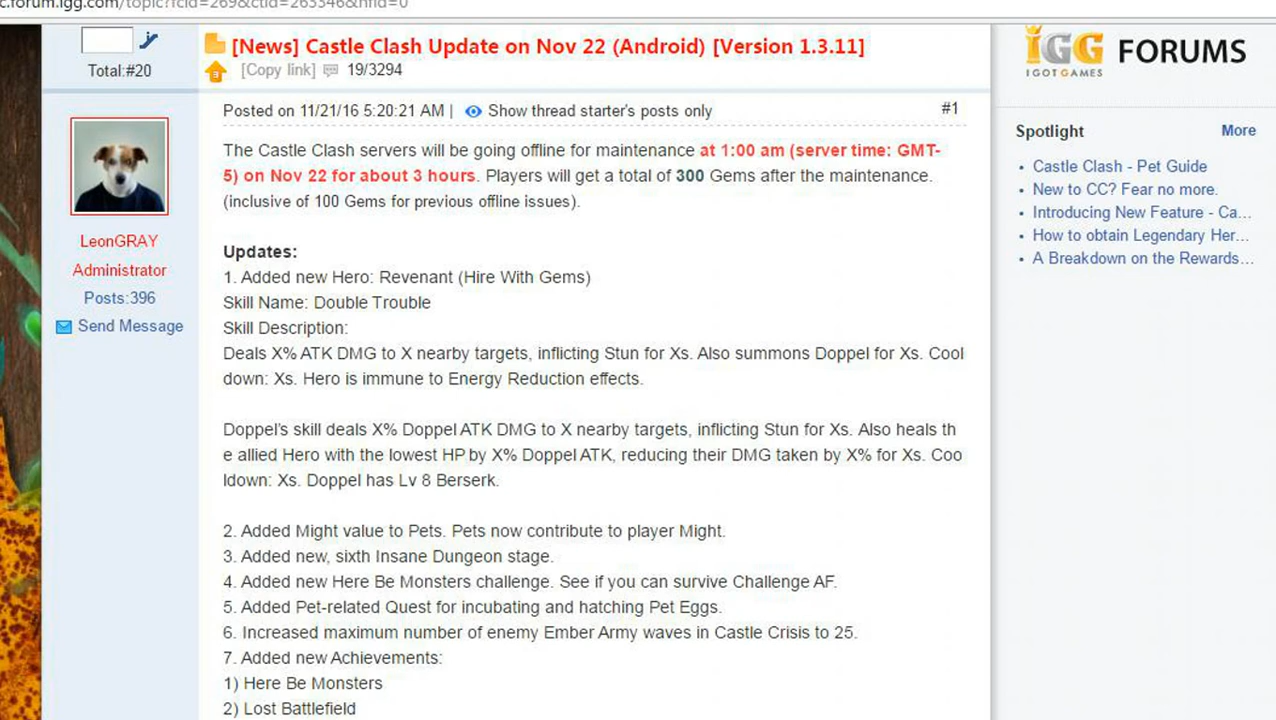 c.forum.igg.com/topic?fcid=269&ctid=263346&hfid=0
Total:#20
[News] Castle Clash Update on Nov 22 (Android) [Version 1.3.11]
3 [Copy link] 19/3294
IGG FORUMS
I GOT GAMES
Posted on 11/21/16 5:20:21 AM | Show thread starter's posts only #1
LeonGRAY
Administrator
Posts:396
Send Message
The Castle Clash servers will be going offline for maintenance at 1:00 am (server time: GMT-
5) on Nov 22 for about 3 hours. Players will get a total of 300 Gems after the maintenance.
(inclusive of 100 Gems for previous offline issues).
Updates:
1. Added new Hero: Revenant (Hire With Gems)
Skill Name: Double Trouble
Skill Description:
Deals X% ATK DMG to X nearby targets, inflicting Stun for Xs. Also summons Doppel for Xs. Cool
down: Xs. Hero is immune to Energy Reduction effects.
Doppel's skill deals X% Doppel ATK DMG to X nearby targets, inflicting Stun for Xs. Also heals th
e allied Hero with the lowest HP by X% Doppel ATK, reducing their DMG taken by X% for Xs. Coo
ldown: Xs. Doppel has Lv 8 Berserk.
2. Added Might value to Pets. Pets now contribute to player Might.
3. Added new, sixth Insane Dungeon stage.
4. Added new Here Be Monsters challenge. See if you can survive Challenge AF.
5. Added Pet-related Quest for incubating and hatching Pet Eggs.
6. Increased maximum number of enemy Ember Army waves in Castle Crisis to 25.
7. Added new Achievements:
1) Here Be Monsters
2) Lost Battlefield
Spotlight More
• Castle Clash - Pet Guide
• New to CC? Fear no more.
• Introducing New Feature - Ca...
• How to obtain Legendary Her...
• A Breakdown on the Rewards...